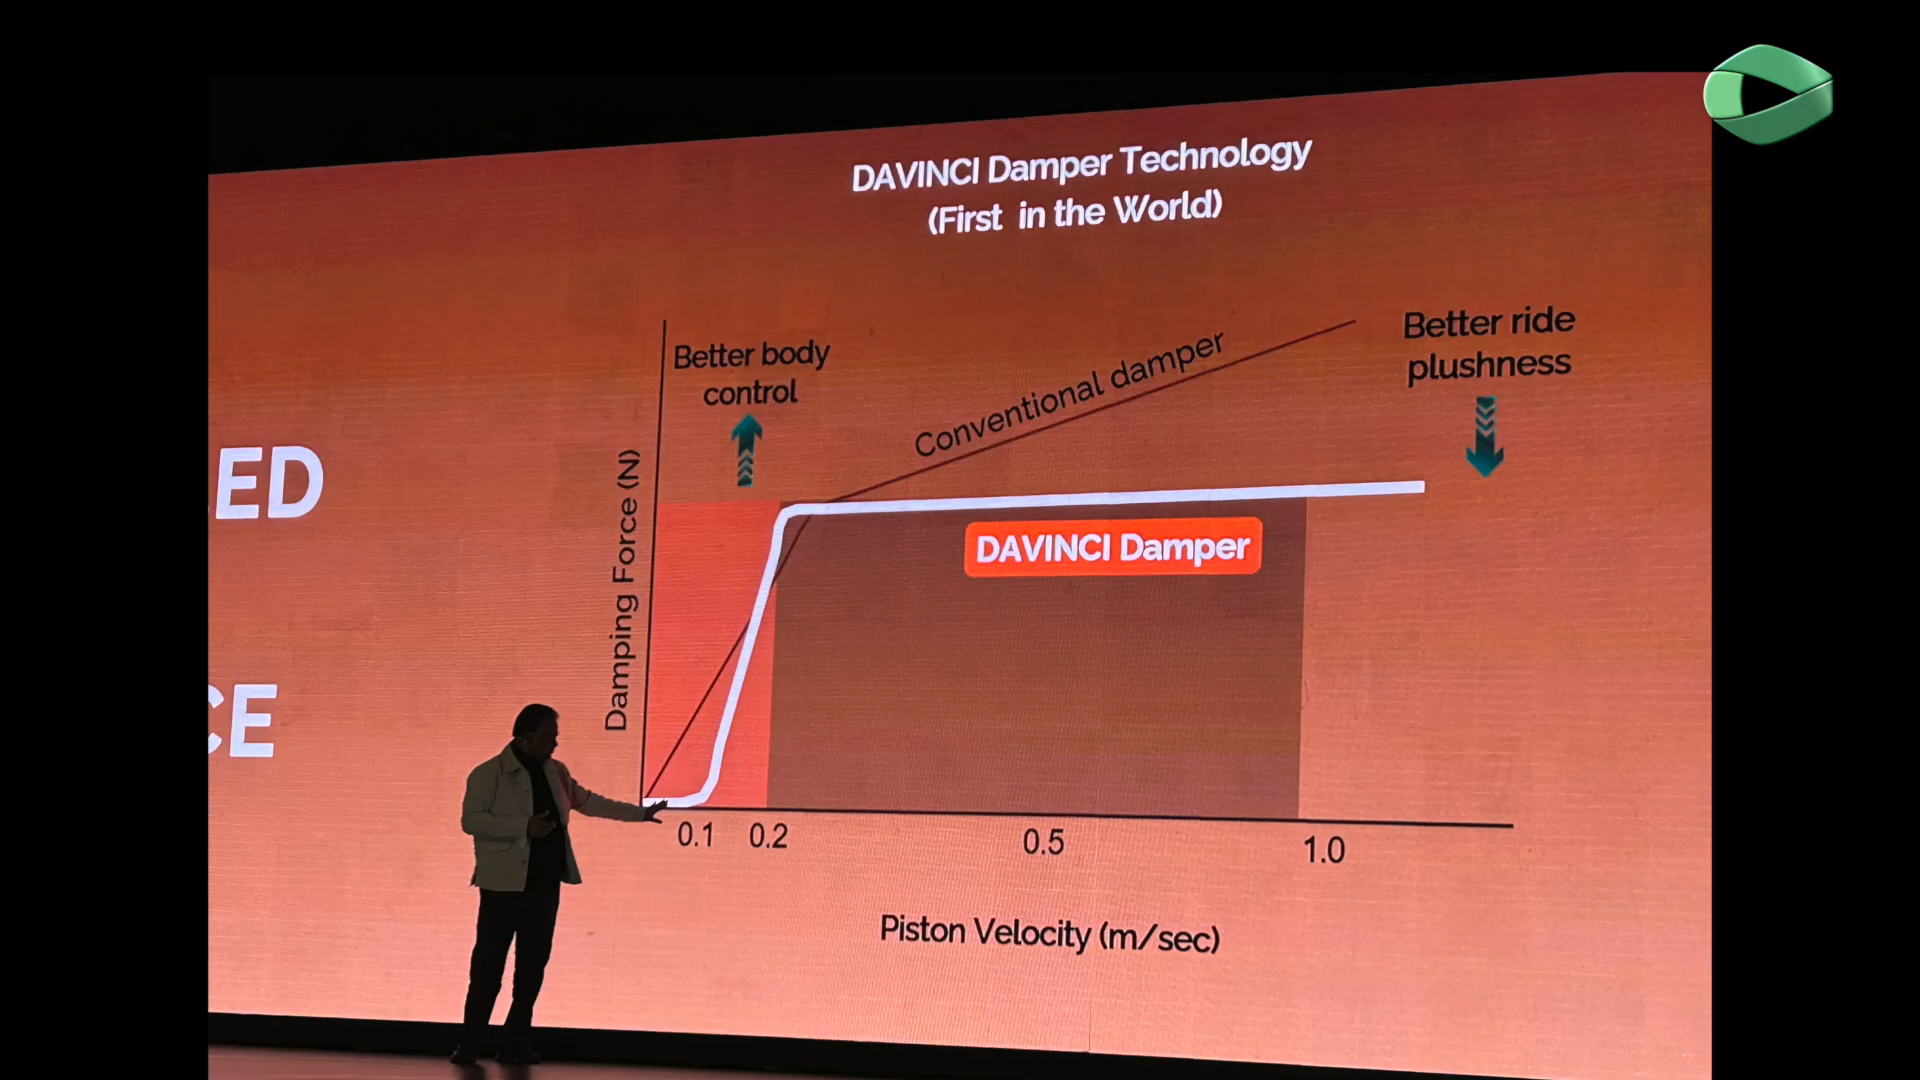 DAVINCI Damper Technology
(First in the World)
Better body
control
Conventional damper
Better ride
plushness
ED
CE
DAVINCI Damper
Damping Force (N)
0.1 0.2 0.5 1.0
Piston Velocity (m/sec)